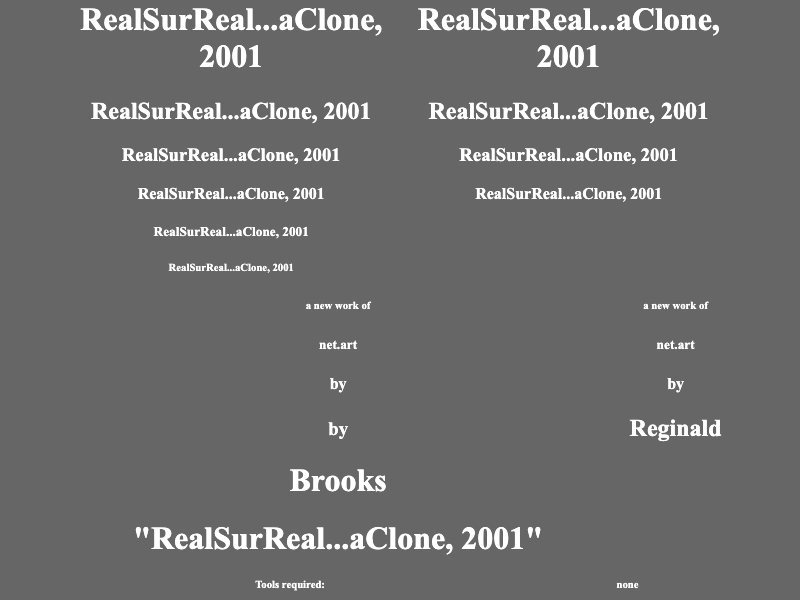 RealSurReal...aClone,
2001
RealSurReal...aClone,
2001
RealSurReal...aClone, 2001
RealSurReal...aClone, 2001
RealSurReal...aClone, 2001
RealSurReal...aClone, 2001
RealSurReal...aClone, 2001
RealSurReal...aClone, 2001
RealSurReal...aClone, 2001
RealSurReal...aClone, 2001
a new work of
a new work of
net.art
net.art
by
by
by
Reginald
Brooks
"RealSurReal...aClone, 2001"
Tools required:
none